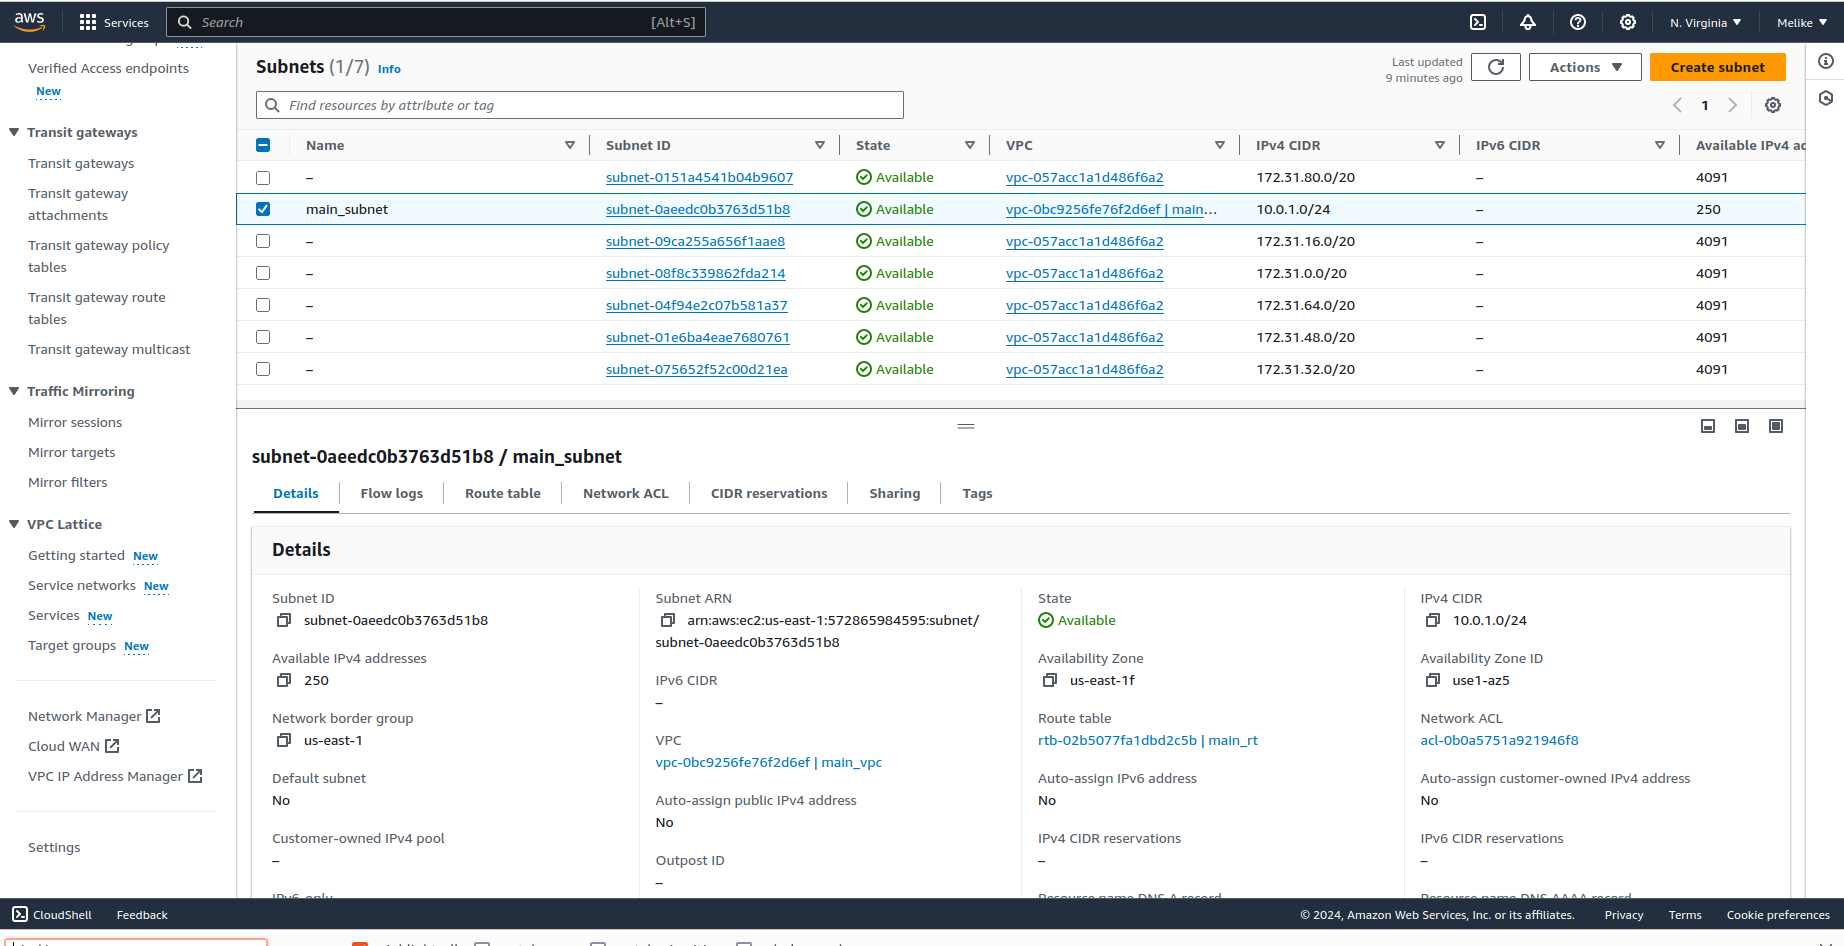 aws Services Search [Alt+S] N. Virginia Melike
Verified Access endpoints
New
Transit gateways
Transit gateways
Transit gateway
attachments
Transit gateway policy
tables
Transit gateway route
tables
Transit gateway multicast
Traffic Mirroring
Mirror sessions
Mirror targets
Mirror filters
VPC Lattice
Getting started New
Service networks New
Services New
Target groups New
Network Manager
Cloud WAN
VPC IP Address Manager
Settings
Subnets (1/7) Info
Last updated
9 minutes ago
Actions
Create subnet
Find resources by attribute or tag
1
Name Subnet ID State VPC IPv4 CIDR IPv6 CIDR Available IPv4 ac
– subnet-0151a4541b04b9607 Available vpc-057acc1a1d486f6a2 172.31.80.0/20 – 4091
main_subnet subnet-0aeedc0b3763d51b8 Available vpc-0bc9256fe76f2d6ef | main... 10.0.1.0/24 – 250
– subnet-09ca255a656f1aae8 Available vpc-057acc1a1d486f6a2 172.31.16.0/20 – 4091
– subnet-08f8c339862fda214 Available vpc-057acc1a1d486f6a2 172.31.0.0/20 – 4091
– subnet-04f94e2c07b581a37 Available vpc-057acc1a1d486f6a2 172.31.64.0/20 – 4091
– subnet-01e6ba4eae7680761 Available vpc-057acc1a1d486f6a2 172.31.48.0/20 – 4091
– subnet-075652f52c00d21ea Available vpc-057acc1a1d486f6a2 172.31.32.0/20 – 4091
subnet-0aeedc0b3763d51b8 / main_subnet
Details Flow logs Route table Network ACL CIDR reservations Sharing Tags
Details
Subnet ID
subnet-0aeedc0b3763d51b8
Available IPv4 addresses
250
Network border group
us-east-1
Default subnet
No
Customer-owned IPv4 pool
–
IPv6-only
Subnet ARN
arn:aws:ec2:us-east-1:572865984595:subnet/
subnet-0aeedc0b3763d51b8
IPv6 CIDR
–
VPC
vpc-0bc9256fe76f2d6ef | main_vpc
Auto-assign public IPv4 address
No
Outpost ID
–
State
Available
Availability Zone
us-east-1f
Route table
rtb-02b5077fa1dbd2c5b | main_rt
Auto-assign IPv6 address
No
IPv4 CIDR reservations
–
Resource name DNS A record
IPv4 CIDR
10.0.1.0/24
Availability Zone ID
use1-az5
Network ACL
acl-0b0a5751a921946f8
Auto-assign customer-owned IPv4 address
No
IPv6 CIDR reservations
–
Resource name DNS AAAA record
CloudShell Feedback © 2024, Amazon Web Services, Inc. or its affiliates. Privacy Terms Cookie preferences